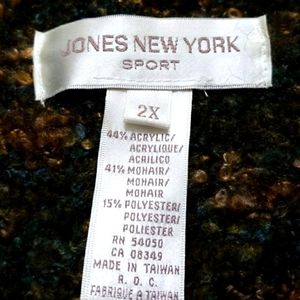 JONES NEW YORK
SPORT
2X
44% ACRYLIC/
ACRYLIQUE/
ACRILICO
41% MOHAIR/
MOHAIR/
MOHAIR
15% POLYESTER/
POLYESTER/
POLIESTER
RN 54050
CA 08349
MADE IN TAIWAN
R. O. C.
FABRIQUE A TAIWAN